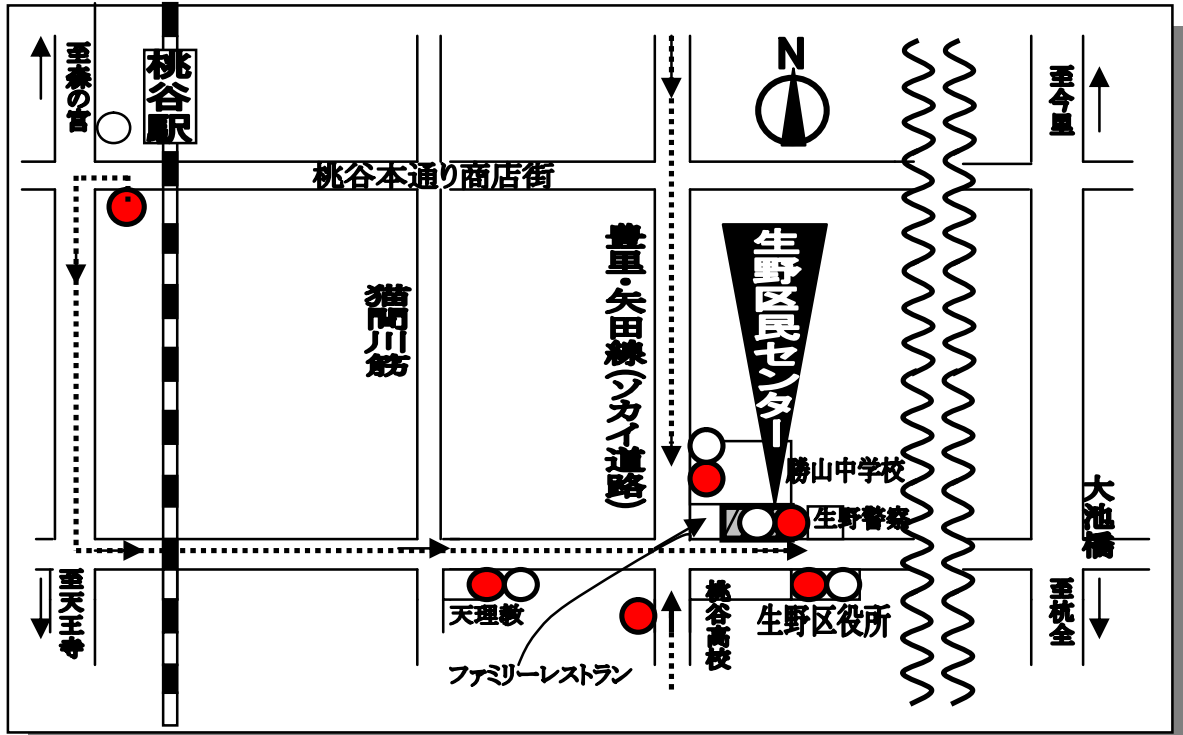 至森の宮
桃谷駅
N
至今里
桃谷本通り商店街
猫間川筋
豊里・矢田線(ソカイ道路)
生野区民センター
勝山中学校
生野警察
大池橋
至天王寺
天理教
ファミリーレストラン
桃谷高校
生野区役所
至杭全